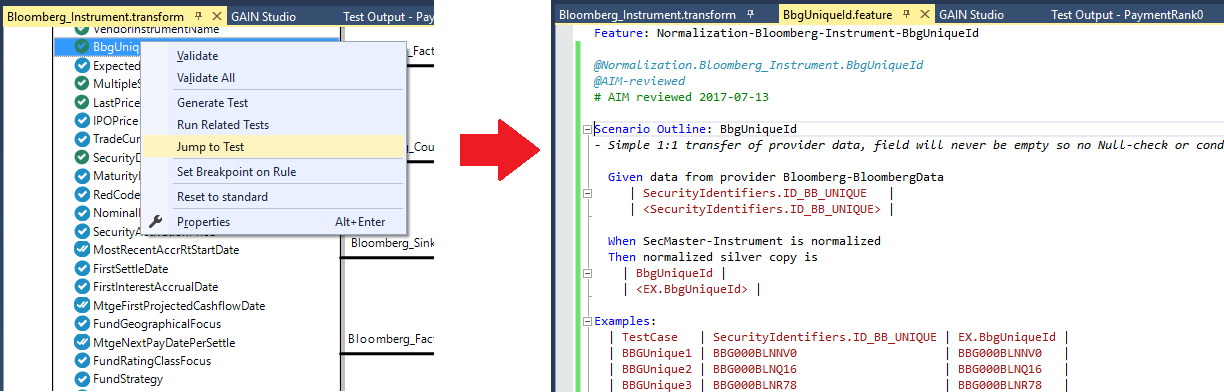 Bloomberg_Instrument.transform GAIN Studio Test Output - Paym
VendorInstrumentName
BbgUniqu
Expected
MultipleS
LastPrice
IPOPrice
TradeCur
SecurityD
Maturity
RedCode
Nominal
Security
MostRecentAccrRtStartDate
FirstSettleDate
FirstInterestAccrualDate
MtgeFirstProjectedCashflowDate
FundGeographicalFocus
MtgeNextPayDatePerSettle
FundRatingClassFocus
FundStrategy
Validate
Validate All
Generate Test
Run Related Tests
Jump to Test
Set Breakpoint on Rule
Reset to standard
Properties Alt+Enter
g_Fact
g_Cou
Bloomberg_Sink
Bloomberg_Fact
Bloomberg_Instrument.transform BbgUniqueId.feature GAIN Studio Test Output - PaymentRank0
Feature: Normalization-Bloomberg-Instrument-BbgUniqueId
@Normalization.Bloomberg_Instrument.BbgUniqueId
@AIM-reviewed
# AIM reviewed 2017-07-13
Scenario Outline: BbgUniqueId
- Simple 1:1 transfer of provider data, field will never be empty so no Null-check or cond
Given data from provider Bloomberg-BloombergData
| SecurityIdentifiers.ID_BB_UNIQUE |
| <SecurityIdentifiers.ID_BB_UNIQUE> |
When SecMaster-Instrument is normalized
Then normalized silver copy is
| BbgUniqueId |
| <EX.BbgUniqueId> |
Examples:
| TestCase | SecurityIdentifiers.ID_BB_UNIQUE | EX.BbgUniqueId |
| BBGUnique1 | BBG000BLNNV0 | BBG000BLNNV0 |
| BBGUnique2 | BBG000BLNQ16 | BBG000BLNQ16 |
| BBGUnique3 | BBG000BLNR78 | BBG000BLNR78 |